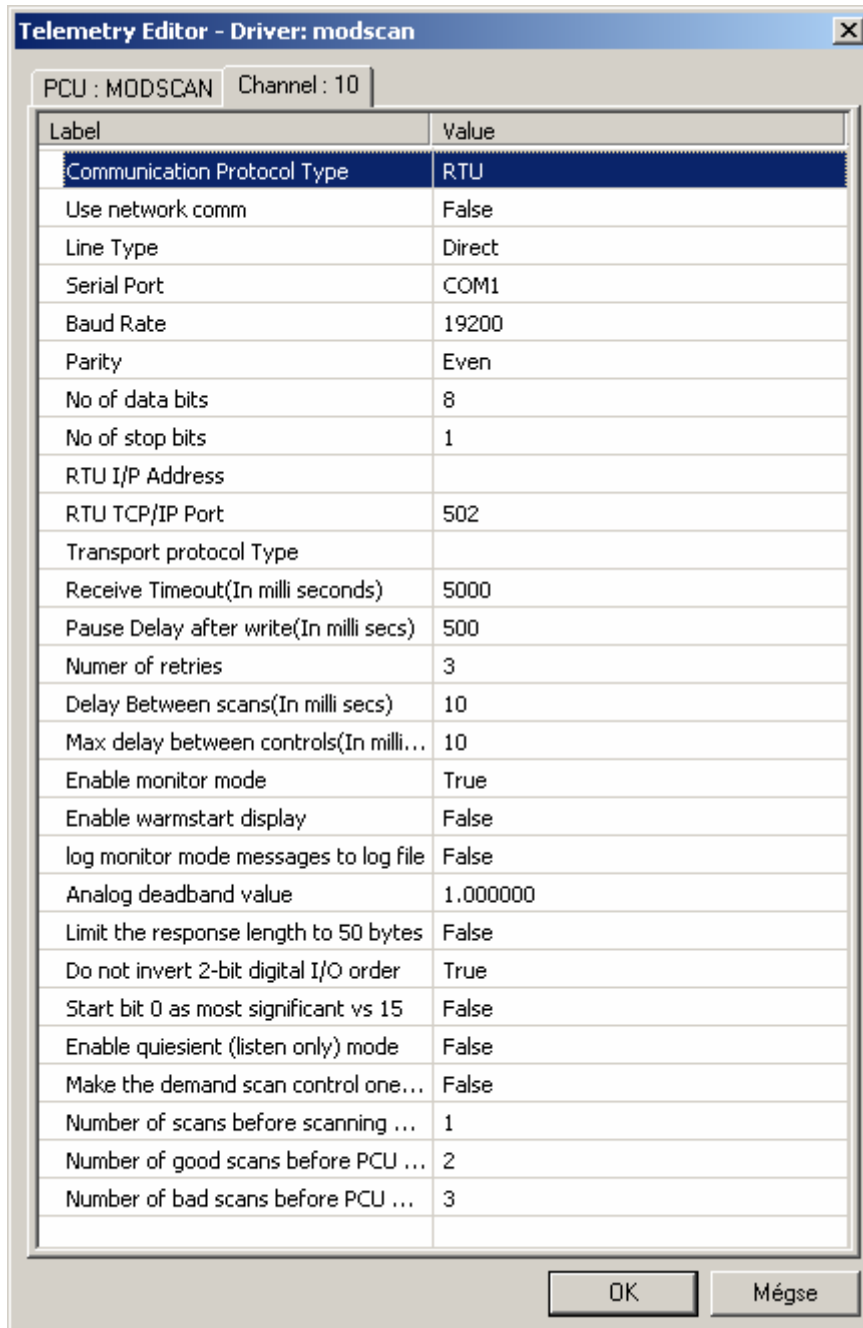 Telemetry Editor - Driver: modscan
PCU : MODSCAN Channel : 10
Label Value
Communication Protocol Type RTU
Use network comm False
Line Type Direct
Serial Port COM1
Baud Rate 19200
Parity Even
No of data bits 8
No of stop bits 1
RTU I/P Address
RTU TCP/IP Port 502
Transport protocol Type
Receive Timeout(In milli seconds) 5000
Pause Delay after write(In milli secs) 500
Numer of retries 3
Delay Between scans(In milli secs) 10
Max delay between controls(In milli... 10
Enable monitor mode True
Enable warmstart display False
log monitor mode messages to log file False
Analog deadband value 1.000000
Limit the response length to 50 bytes False
Do not invert 2-bit digital I/O order True
Start bit 0 as most significant vs 15 False
Enable quiesient (listen only) mode False
Make the demand scan control one... False
Number of scans before scanning ... 1
Number of good scans before PCU ... 2
Number of bad scans before PCU ... 3
OK Mégse